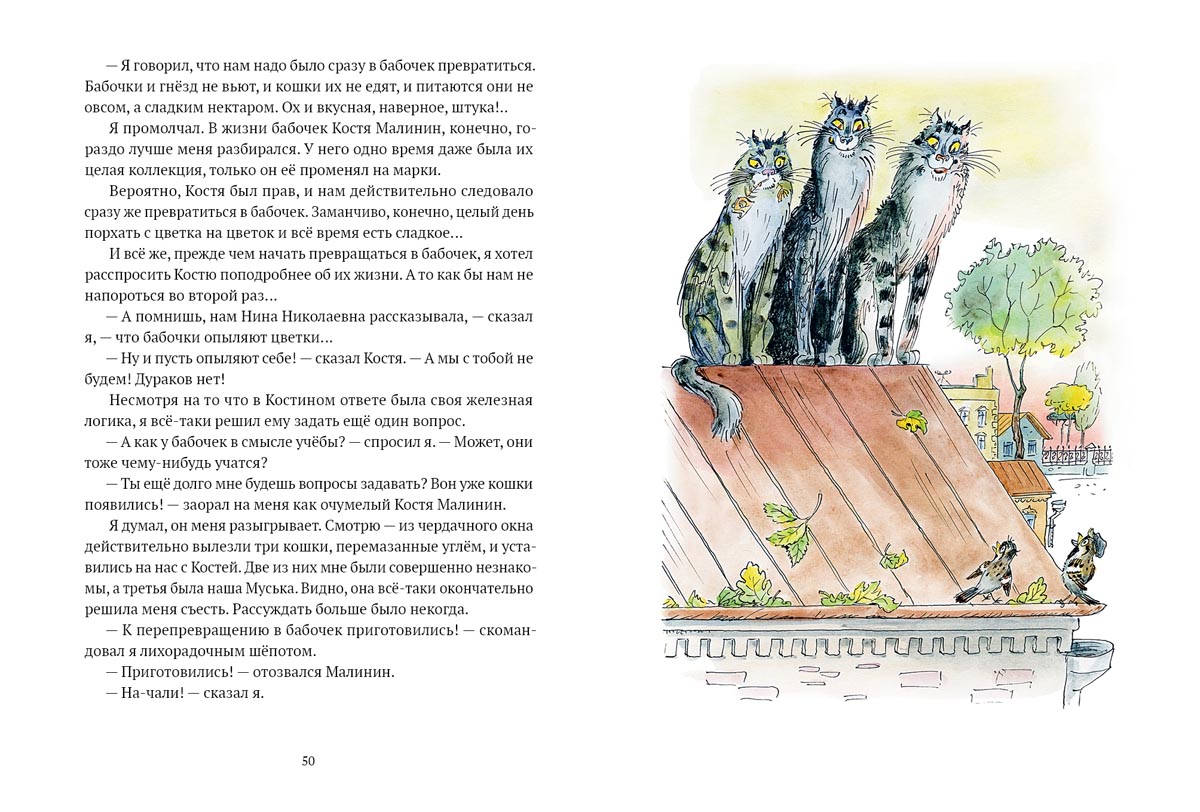 — Я говорил, что нам надо было сразу в бабочек превратиться.
Бабочки и гнёзд не вьют, и кошки их не едят, и питаются они не
овсом, а сладким нектаром. Ох и вкусная, наверное, штука!..
Я промолчал. В жизни бабочек Костя Малинин, конечно, го-
раздо лучше меня разбирался. У него одно время даже была их
целая коллекция, только он её променял на марки.
Вероятно, Костя был прав, и нам действительно следовало
сразу же превратиться в бабочек. Заманчиво, конечно, целый день
порхать с цветка на цветок и всё время есть сладкое...
И всё же, прежде чем начать превращаться в бабочек, я хотел
расспросить Костю поподробнее об их жизни. А то как бы нам не
напороться во второй раз...
— А помнишь, нам Нина Николаевна рассказывала, — сказал
я, — что бабочки опыляют цветки...
— Ну и пусть опыляют себе! — сказал Костя. — А мы с тобой не
будем! Дураков нет!
Несмотря на то что в Костином ответе была своя железная
логика, я всё-таки решил ему задать ещё один вопрос.
— А как у бабочек в смысле учёбы? — спросил я. — Может, они
тоже чему-нибудь учатся?
— Ты ещё долго мне будешь вопросы задавать? Вон уже кошки
появились! — заорал на меня как очумелый Костя Малинин.
Я думал, он меня разыгрывает. Смотрю — из чердачного окна
действительно вылезли три кошки, перемазанные углём, и уста-
вились на нас с Костей. Две из них мне были совершенно незнако-
мы, а третья была наша Муська. Видно, она всё-таки окончательно
решила меня съесть. Рассуждать больше было некогда.
— К перепревращению в бабочек приготовились! — скоман-
довал я лихорадочным шёпотом.
— Приготовились! — отозвался Малинин.
— На-чали! — сказал я.
50